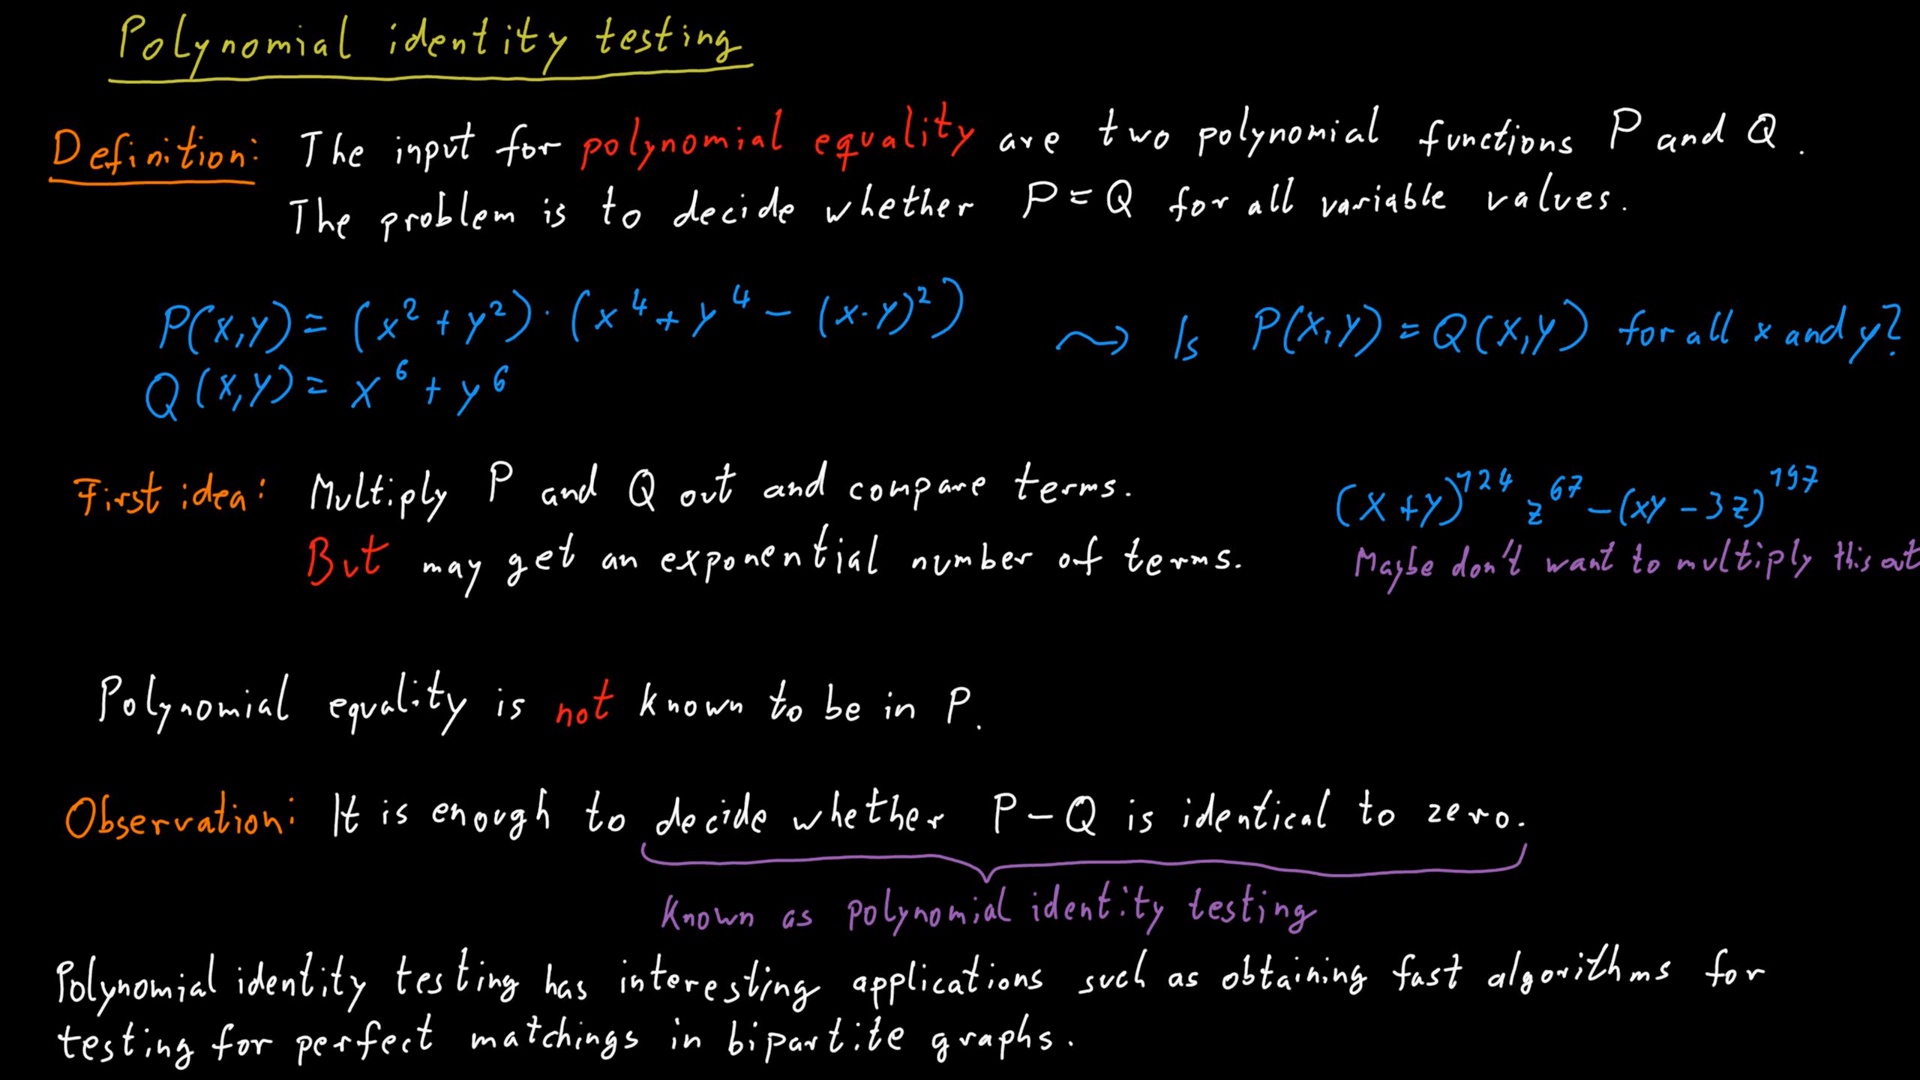 Polynomial identity testing
Definition: The input for polynomial equality are two polynomial functions P and Q.
The problem is to decide whether P = Q for all variable values.
P(x,y) = (x² + y²) · (x⁴ + y⁴ − (x·y)²) ⇝ Is P(x,y) = Q(x,y) for all x and y?
Q(x,y) = x⁶ + y⁶
First idea: Multiply P and Q out and compare terms. (x+y)¹²⁴ z⁶⁷ − (xy − 3z)¹⁹⁷
But may get an exponential number of terms. Maybe don't want to multiply this out
Polynomial equality is not known to be in P.
Observation: It is enough to decide whether P − Q is identical to zero.
Known as polynomial identity testing
Polynomial identity testing has interesting applications such as obtaining fast algorithms for
testing for perfect matchings in bipartite graphs.